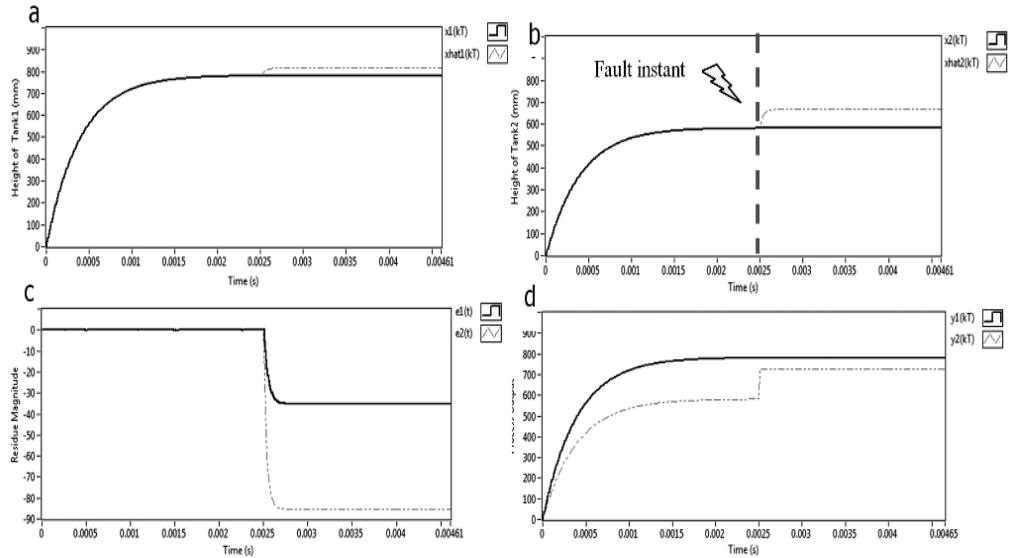 a
x1(kT)
xhat1(kT)
Height of Tank1 (mm)
900
800
700
600
500
400
300
200
100
0
0 0.0005 0.001 0.0015 0.002 0.0025 0.003 0.0035 0.004 0.00461
Time (s)
b
x2(kT)
xhat2(kT)
Fault instant
Height of Tank2 (mm)
800
700
600
500
400
300
200
100
0
0 0.0005 0.001 0.0015 0.002 0.0025 0.003 0.0035 0.004 0.00461
Time (s)
c
e1(t)
e2(t)
Residue Magnitude
0
-10
-20
-30
-40
-50
-60
-70
-80
-90
0 0.0005 0.001 0.0015 0.002 0.0025 0.003 0.0035 0.004 0.00461
Time (s)
d
y1(kT)
y2(kT)
900
800
700
600
500
400
300
200
100
0
0 0.0005 0.001 0.0015 0.002 0.0025 0.003 0.0035 0.004 0.00465
Time (s)